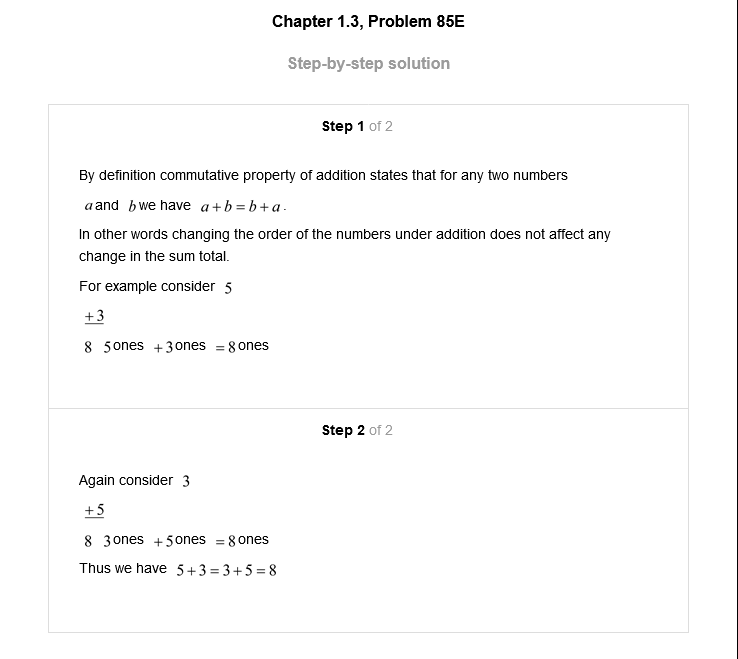 Chapter 1.3, Problem 85E
Step-by-step solution
Step 1 of 2
By definition commutative property of addition states that for any two numbers
a and b we have a + b = b + a.
In other words changing the order of the numbers under addition does not affect any
change in the sum total.
For example consider 5
+3
8 5 ones +3 ones = 8 ones
Step 2 of 2
Again consider 3
+5
8 3 ones +5 ones = 8 ones
Thus we have 5 + 3 = 3 + 5 = 8